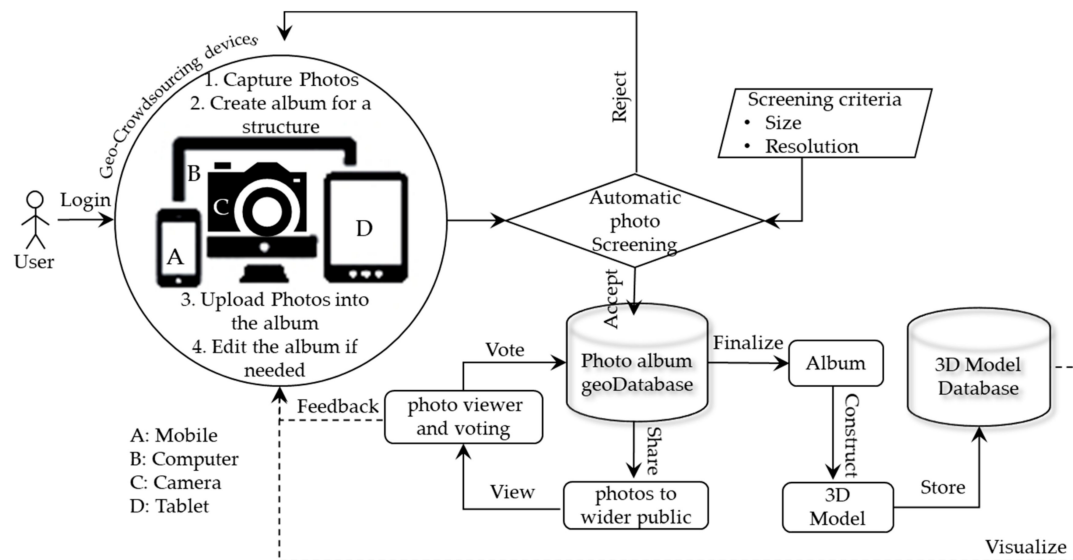 Geo-Crowdsourcing devices
1. Capture Photos
2. Create album for a
structure
B
C
A
D
3. Upload Photos into
the album
4. Edit the album if
needed
Login
User
Reject
Screening criteria
• Size
• Resolution
Automatic
photo
Screening
Accept
Photo album
geoDatabase
Finalize
Album
3D Model
Database
Vote
Feedback
photo viewer
and voting
Share
Construct
View
photos to
wider public
3D
Model
Store
Visualize
A: Mobile
B: Computer
C: Camera
D: Tablet